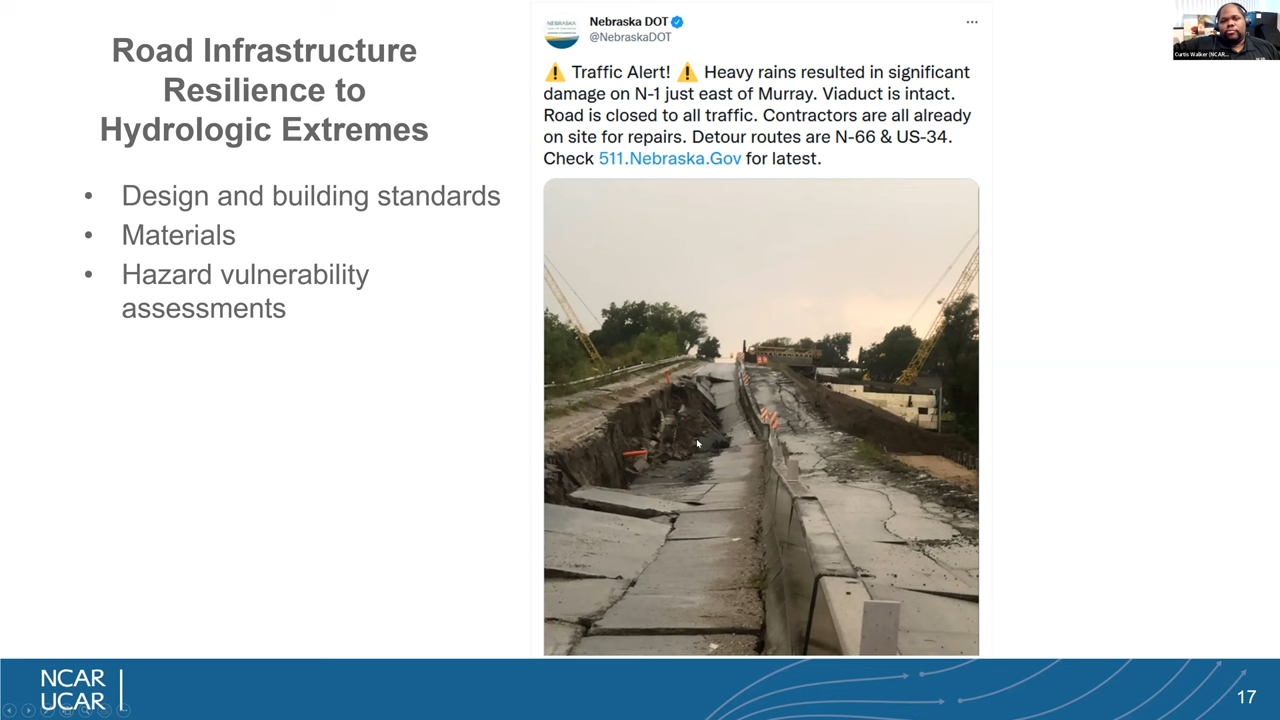 Road Infrastructure
Resilience to
Hydrologic Extremes
• Design and building standards
• Materials
• Hazard vulnerability
assessments
Nebraska DOT
@NebraskaDOT
⚠️ Traffic Alert! ⚠️ Heavy rains resulted in significant
damage on N-1 just east of Murray. Viaduct is intact.
Road is closed to all traffic. Contractors are all already
on site for repairs. Detour routes are N-66 & US-34.
Check 511.Nebraska.Gov for latest.
Curtis Walker (NCAR...
NCAR
UCAR
17